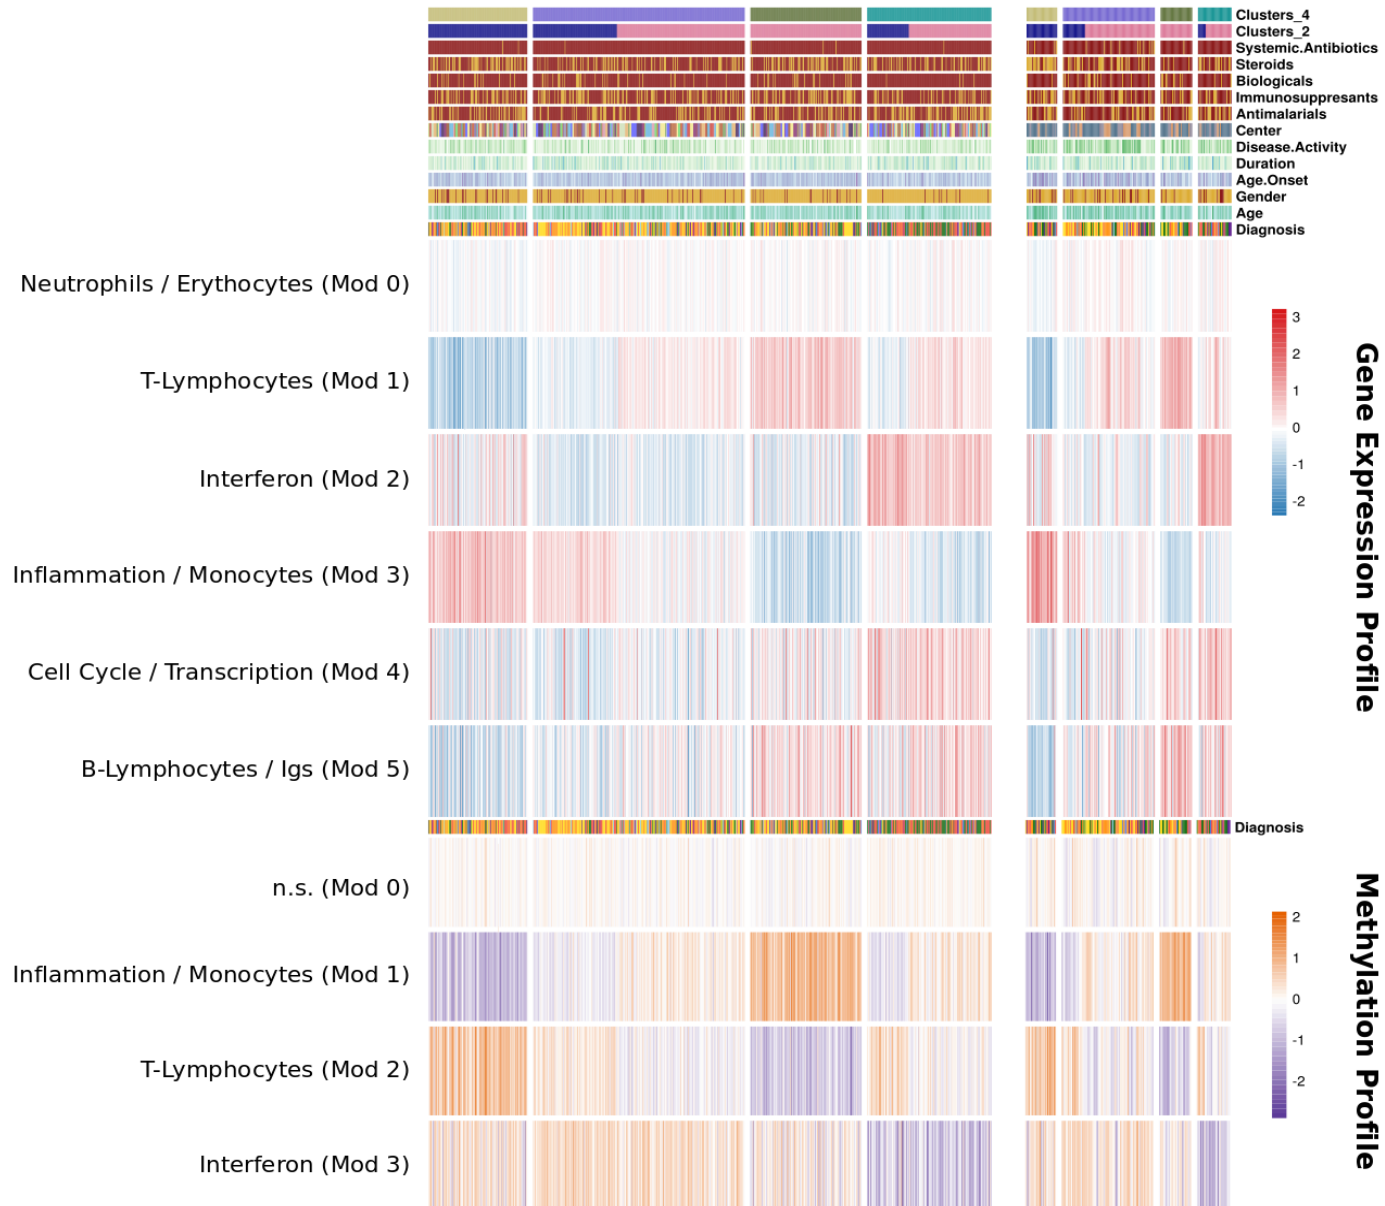 Clusters_4
Clusters_2
Systemic.Antibiotics
Steroids
Biologicals
Immunosuppresants
Antimalarials
Center
Disease.Activity
Duration
Age.Onset
Gender
Age
Diagnosis
Neutrophils / Erythocytes (Mod 0)
T-Lymphocytes (Mod 1)
Interferon (Mod 2)
Inflammation / Monocytes (Mod 3)
Cell Cycle / Transcription (Mod 4)
B-Lymphocytes / Igs (Mod 5)
3
2
1
0
-1
-2
Gene Expression Profile
Diagnosis
n.s. (Mod 0)
Inflammation / Monocytes (Mod 1)
T-Lymphocytes (Mod 2)
Interferon (Mod 3)
2
1
0
-1
-2
Methylation Profile